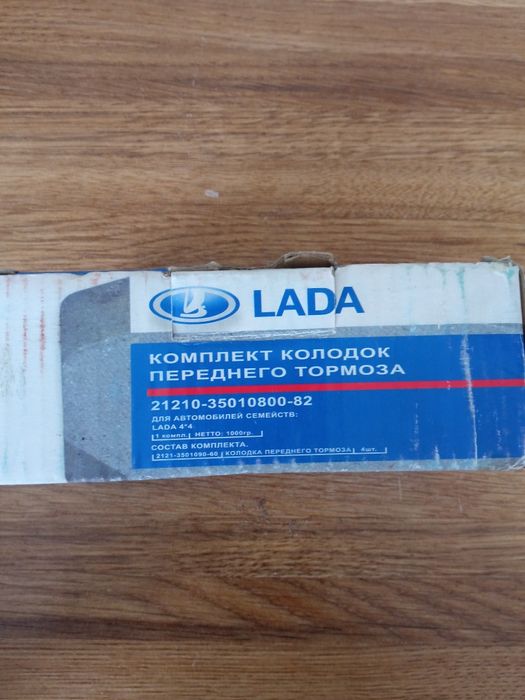 LADA
КОМПЛЕКТ КОЛОДОК
ПЕРЕДНЕГО ТОРМОЗА
21210-35010800-82
ДЛЯ АВТОМОБИЛЕЙ СЕМЕЙСТВ:
LADA 4*4
1 компл. НЕТТО: 1000гр.
СОСТАВ КОМПЛЕКТА.
2121-3501090-60 КОЛОДКА ПЕРЕДНЕГО ТОРМОЗА 4шт.